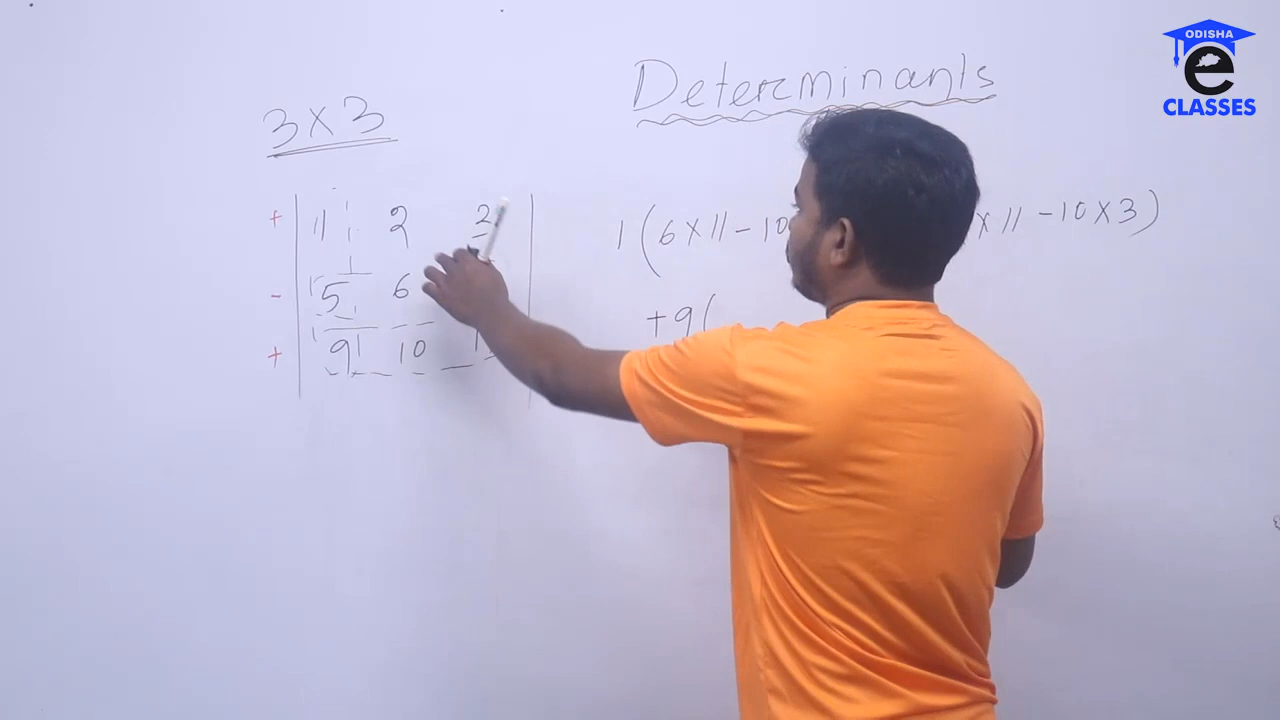 ODISHA
e
CLASSES
Determinants
3 × 3
+ 1 2
- 5 6
+ 9 10
1 ( 6 × 11 - 10 × 11 - 10 × 3 )
+ 9 (